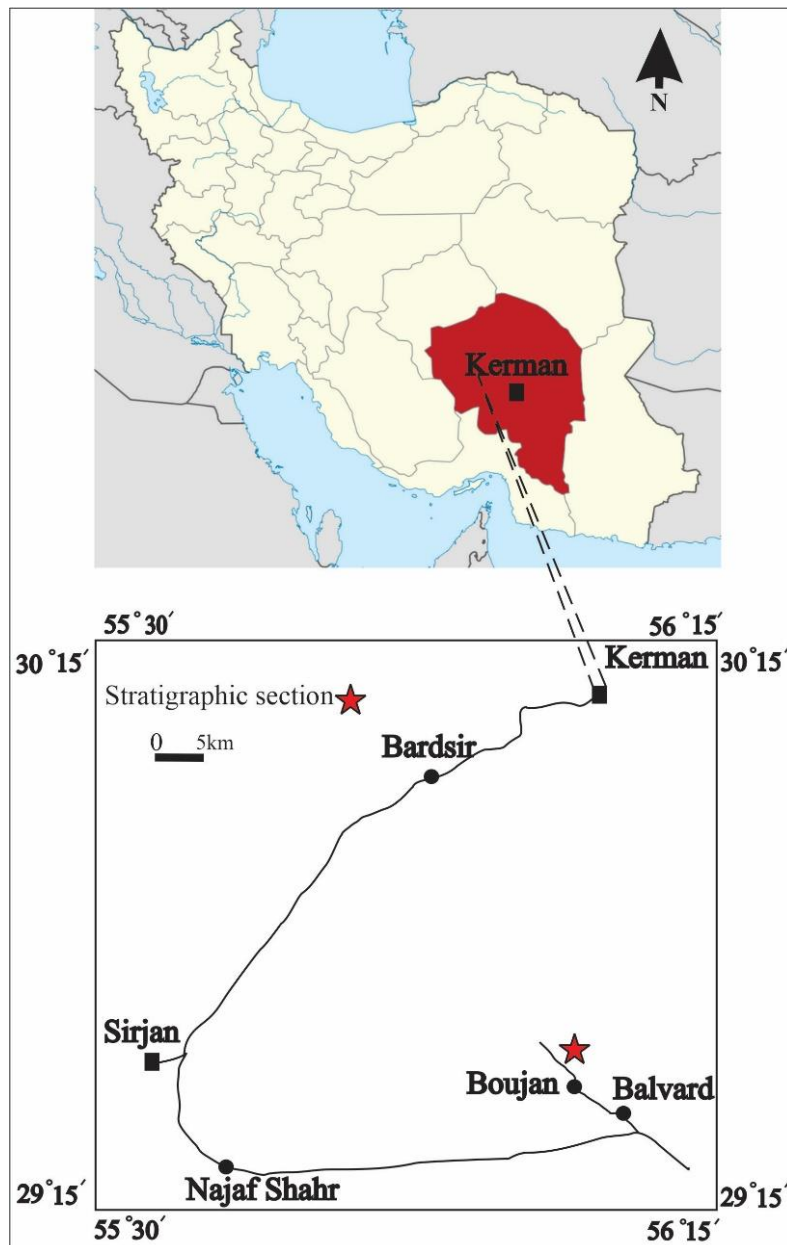 N
Kerman
55°30′ 56°15′
30°15′ 30°15′
Kerman
Stratigraphic section
0 5km
Bardsir
Sirjan
Boujan
Balvard
Najaf Shahr
29°15′ 29°15′
55°30′ 56°15′